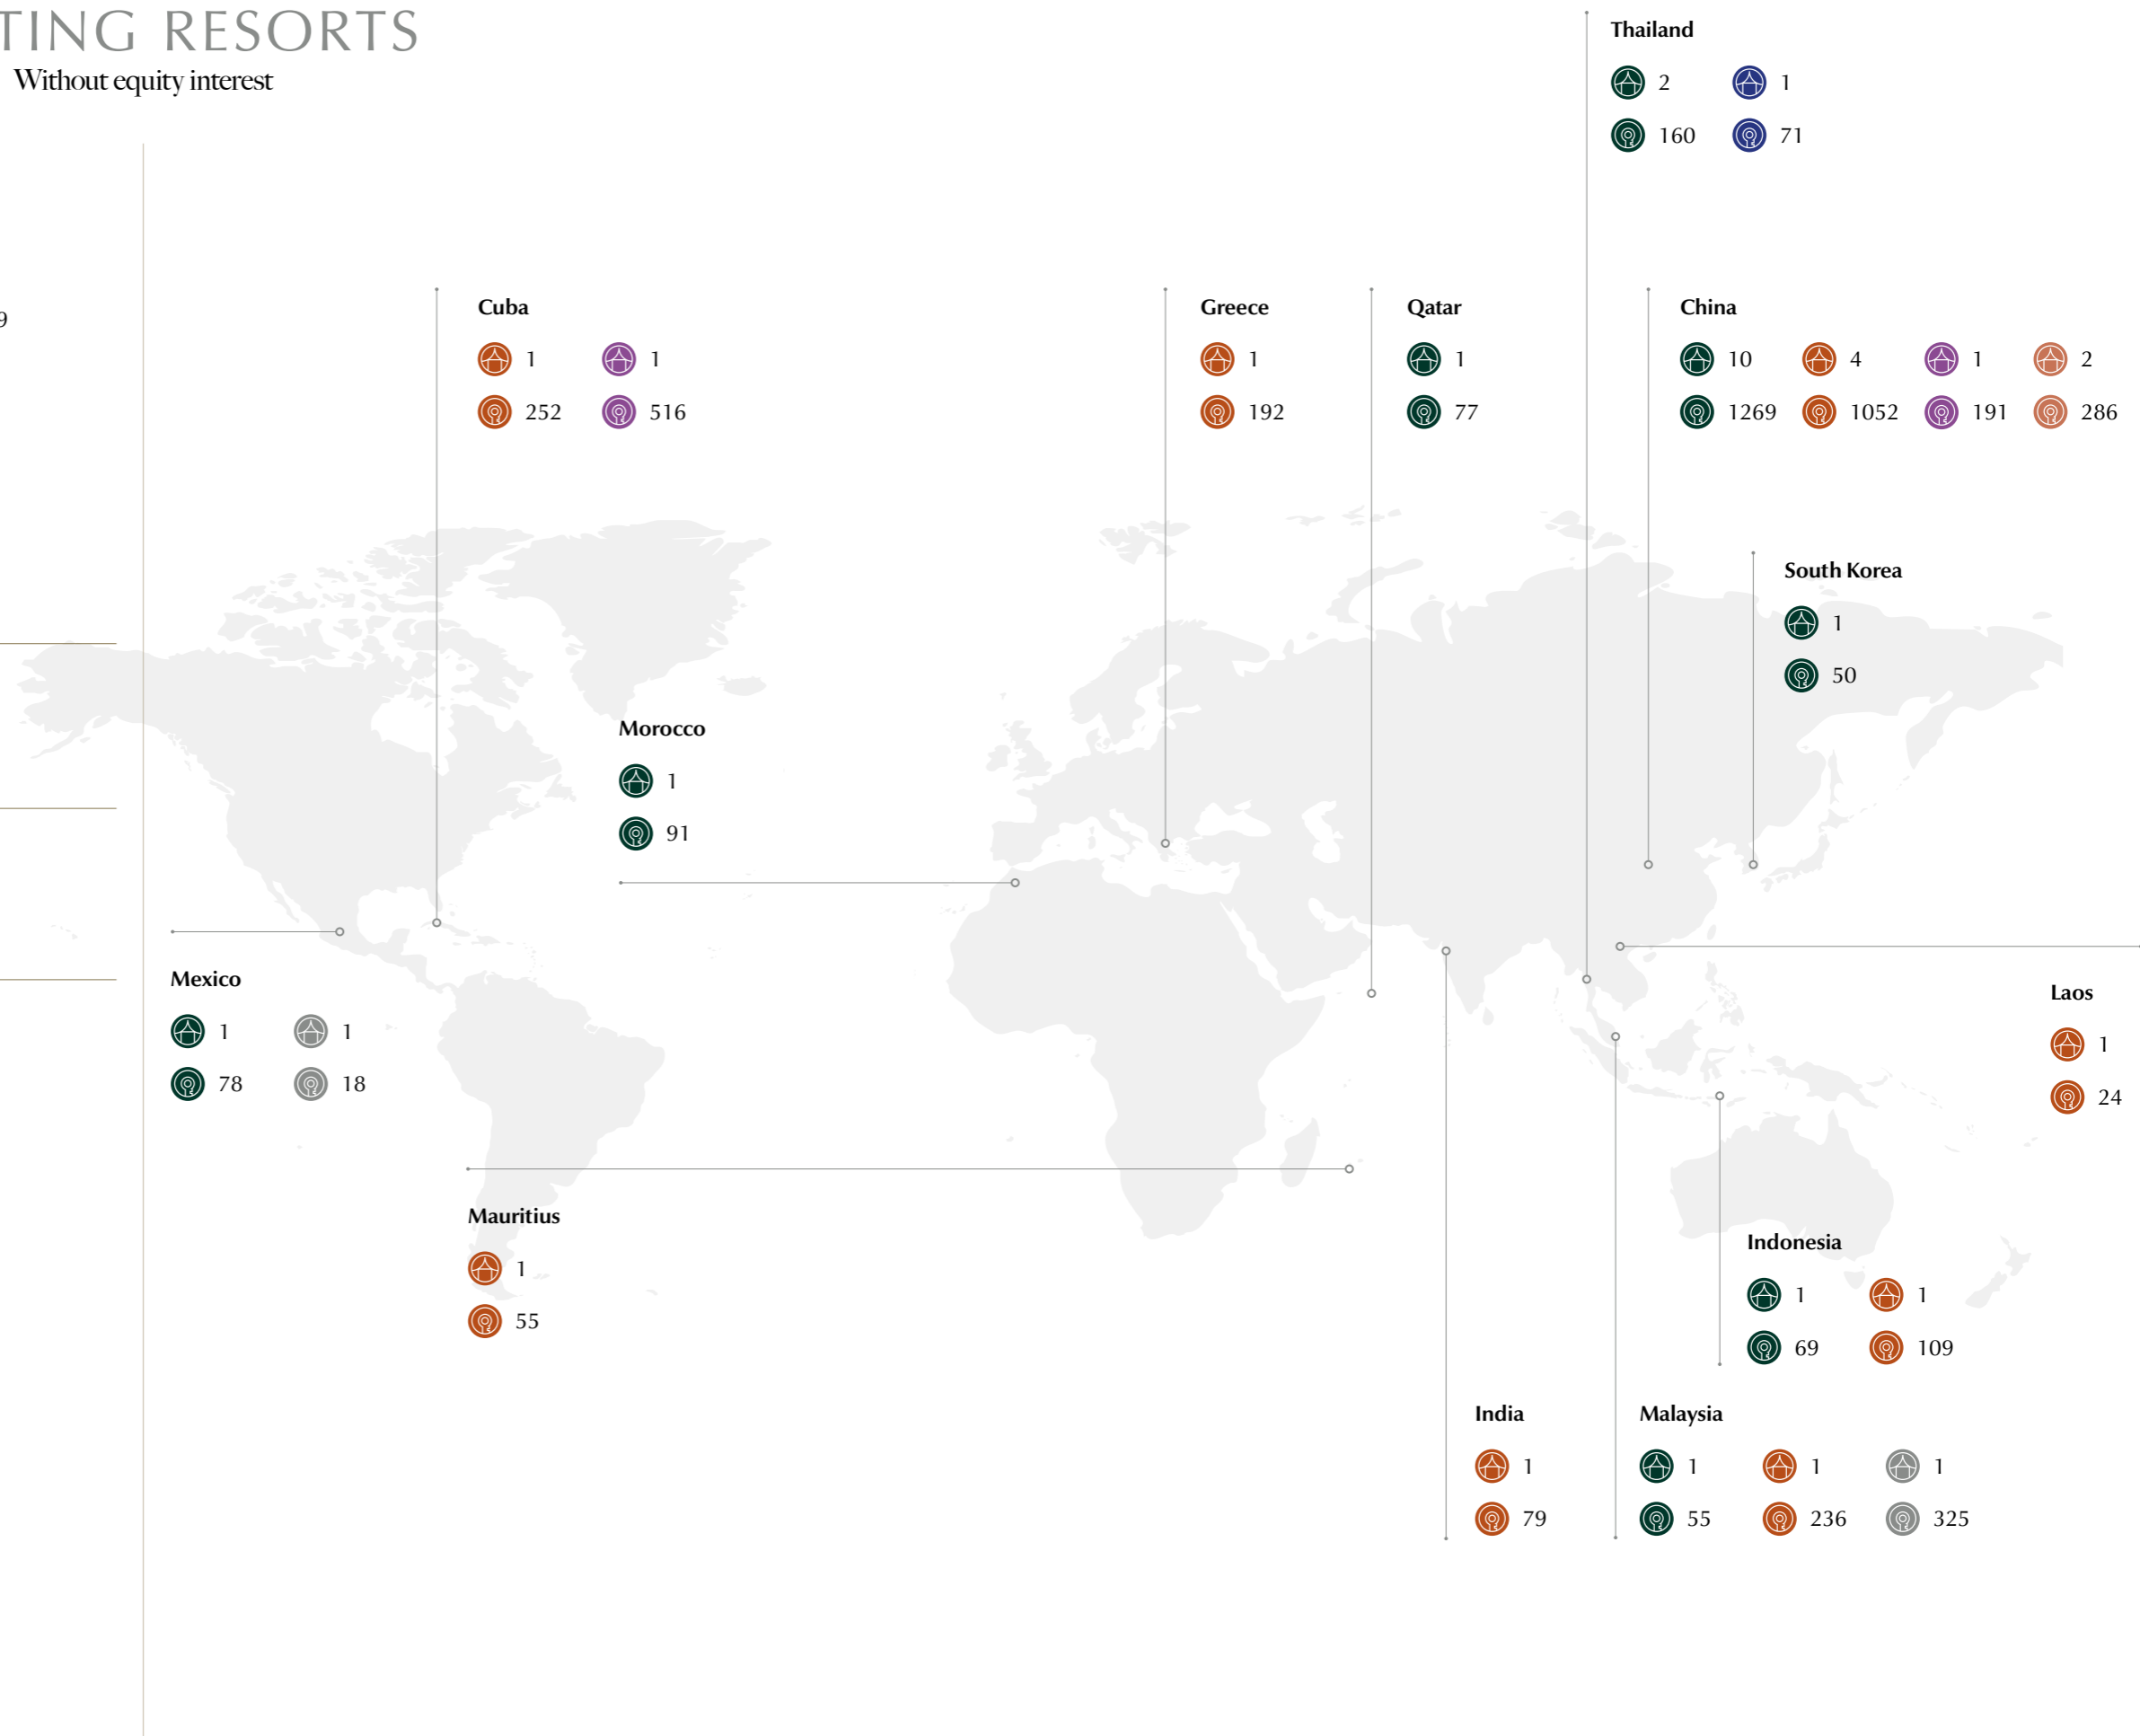 TING RESORTS
Without equity interest
9
Thailand
2 1
160 71
Cuba
1 1
252 516
Greece
1
192
Qatar
1
77
China
10 4 1 2
1269 1052 191 286
South Korea
1
50
Morocco
1
91
Mexico
1 1
78 18
Laos
1
24
Mauritius
1
55
Indonesia
1 1
69 109
India
1
79
Malaysia
1 1 1
55 236 325